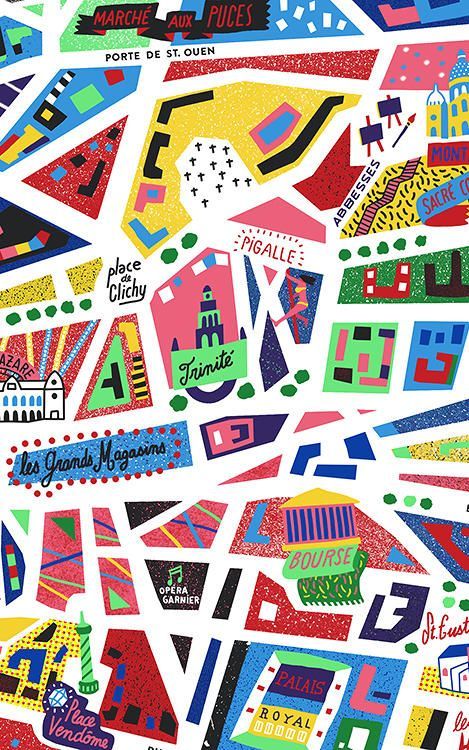 MARCHÉ AUX PUCES
PORTE DE ST. OUEN
ABBESSES
MONT
SACRÉ
PIGALLE
place
de
Clichy
Trinité
AZARE
les Grands Magasins
OPÉRA
GARNIER
BOURSE
St. Eust
PALAIS
ROYAL
Place
Vendôme